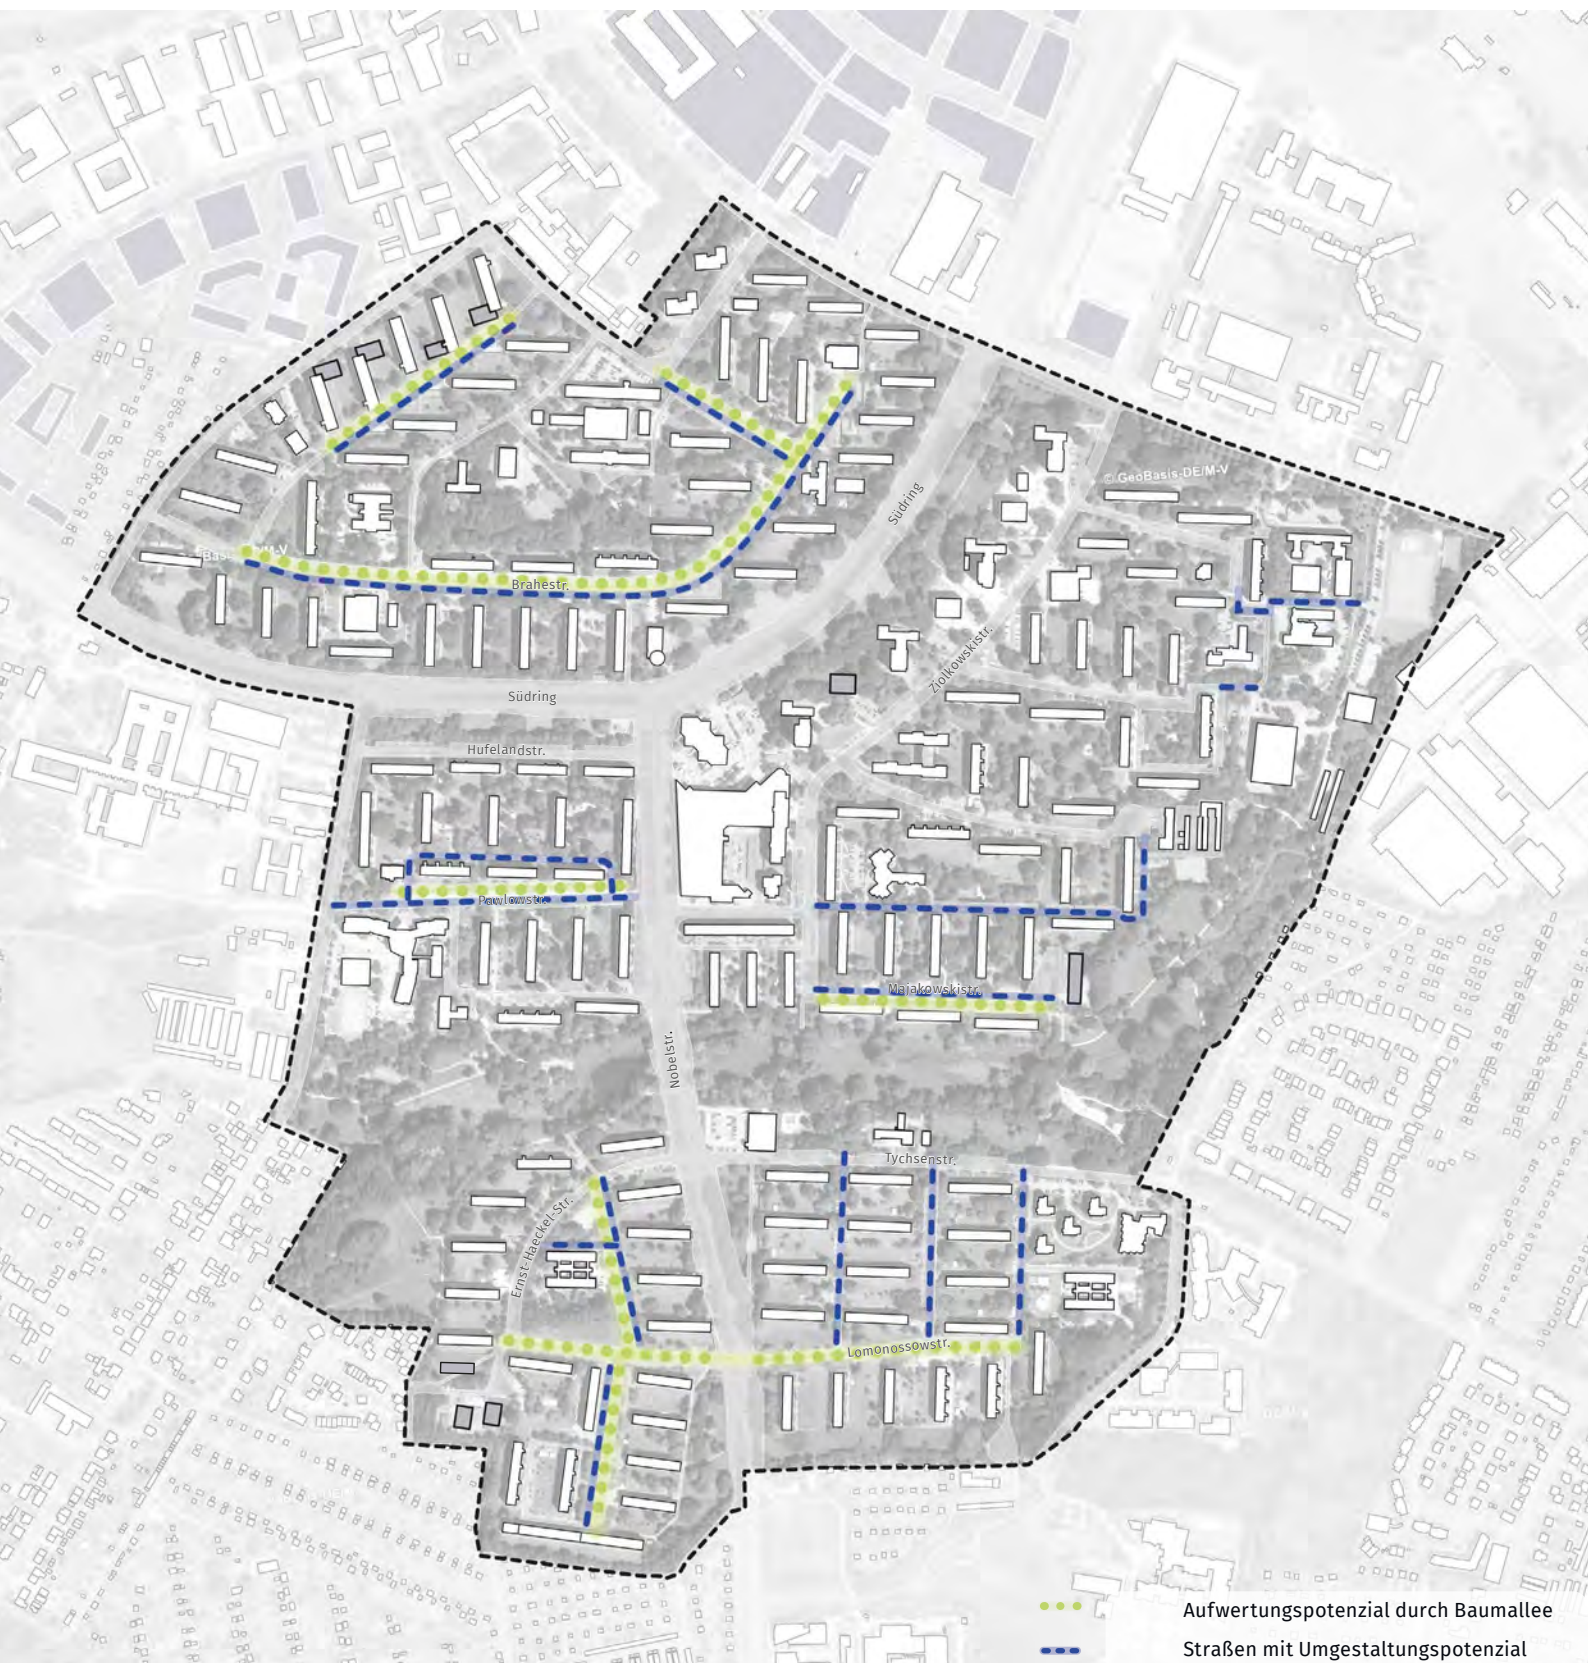 © GeoBasis-DE/M-V
Südring
Brahestr.
Ziolkowskistr.
Südring
Hufelandstr.
Pawlowstr.
Majakowskistr.
Nobelstr.
Tychsenstr.
Ernst-Haeckel-Str.
Lomonossowstr.
Aufwertungspotenzial durch Baumallee
Straßen mit Umgestaltungspotenzial